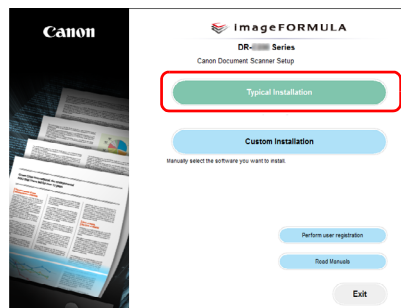 Canon
imageFORMULA
DR- Series
Canon Document Scanner Setup
Typical Installation
Custom Installation
Manually select the software you want to install.
Perform user registration
Read Manuals
Exit